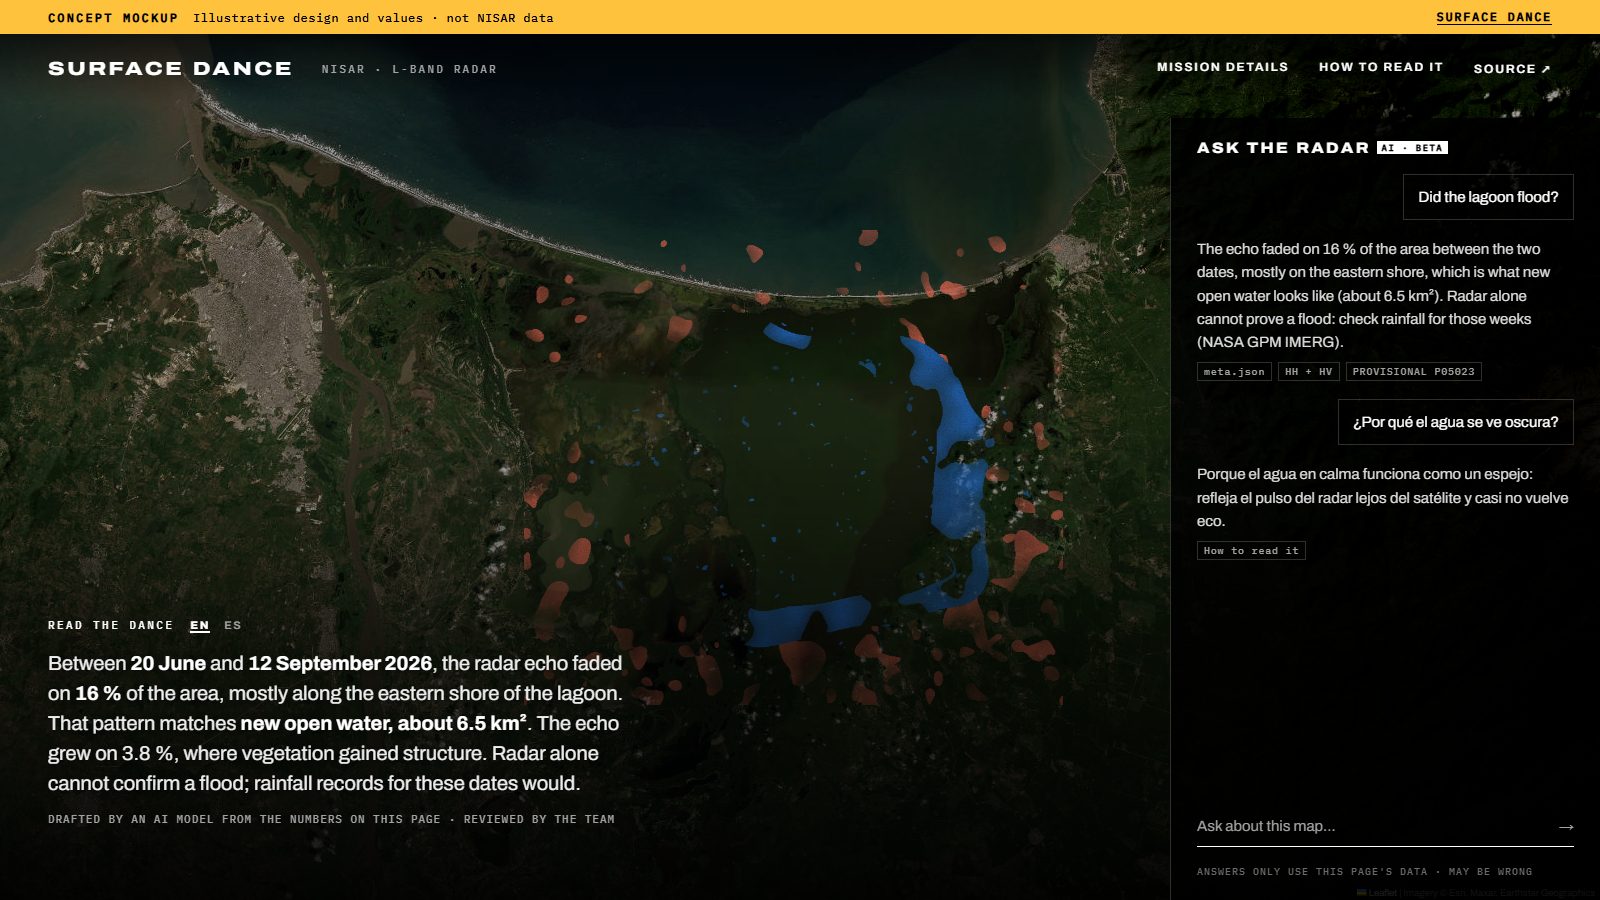 CONCEPT MOCKUP Illustrative design and values · not NISAR data
SURFACE DANCE
SURFACE DANCE NISAR · L-BAND RADAR
MISSION DETAILS HOW TO READ IT SOURCE ↗
ASK THE RADAR AI · BETA
Did the lagoon flood?
The echo faded on 16 % of the area between the two
dates, mostly on the eastern shore, which is what new
open water looks like (about 6.5 km²). Radar alone
cannot prove a flood: check rainfall for those weeks
(NASA GPM IMERG).
meta.json HH + HV PROVISIONAL P05023
¿Por qué el agua se ve oscura?
Porque el agua en calma funciona como un espejo:
refleja el pulso del radar lejos del satélite y casi no vuelve
eco.
How to read it
READ THE DANCE EN ES
Between 20 June and 12 September 2026, the radar echo faded
on 16 % of the area, mostly along the eastern shore of the lagoon.
That pattern matches new open water, about 6.5 km². The echo
grew on 3.8 %, where vegetation gained structure. Radar alone
cannot confirm a flood; rainfall records for these dates would.
DRAFTED BY AN AI MODEL FROM THE NUMBERS ON THIS PAGE · REVIEWED BY THE TEAM
Ask about this map... →
ANSWERS ONLY USE THIS PAGE'S DATA · MAY BE WRONG
Leaflet | Imagery © Esri, Maxar, Earthstar Geographics